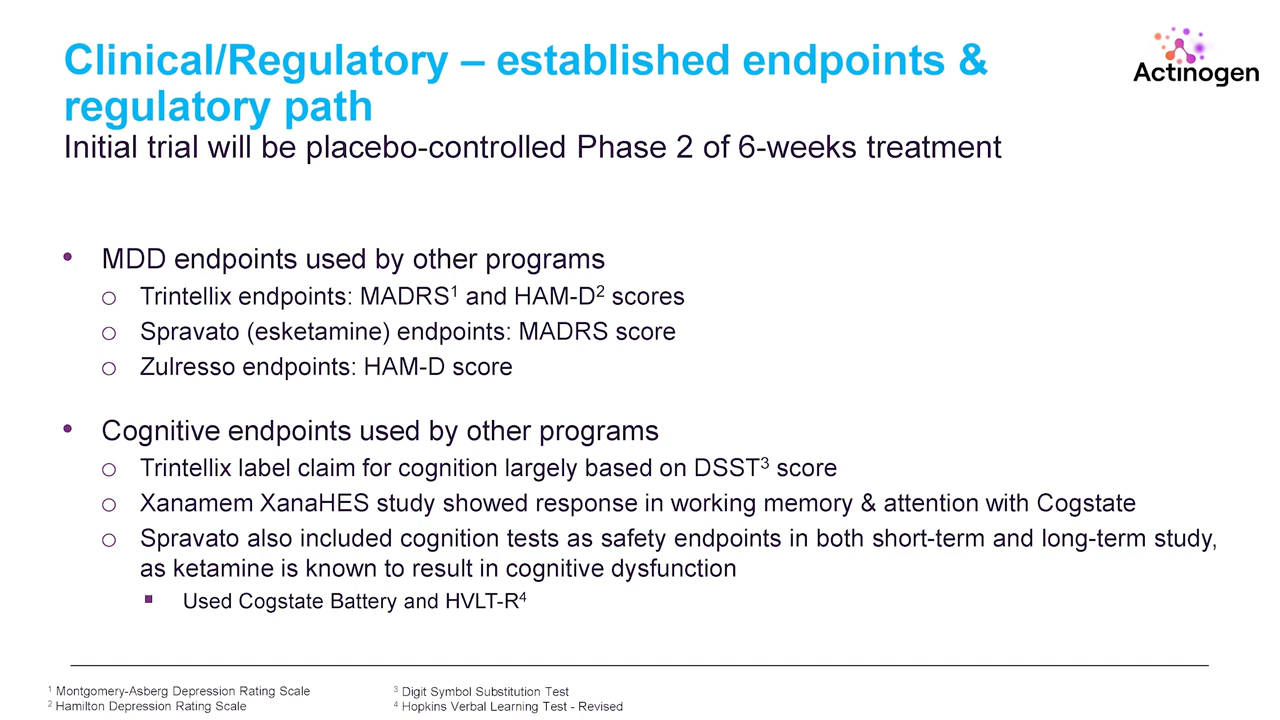 Clinical/Regulatory – established endpoints &
regulatory path
Actinogen
Initial trial will be placebo-controlled Phase 2 of 6-weeks treatment
• MDD endpoints used by other programs
o Trintellix endpoints: MADRS¹ and HAM-D² scores
o Spravato (esketamine) endpoints: MADRS score
o Zulresso endpoints: HAM-D score
• Cognitive endpoints used by other programs
o Trintellix label claim for cognition largely based on DSST³ score
o Xanamem XanaHES study showed response in working memory & attention with Cogstate
o Spravato also included cognition tests as safety endpoints in both short-term and long-term study,
as ketamine is known to result in cognitive dysfunction
▪ Used Cogstate Battery and HVLT-R⁴
¹ Montgomery-Asberg Depression Rating Scale
² Hamilton Depression Rating Scale
³ Digit Symbol Substitution Test
⁴ Hopkins Verbal Learning Test - Revised